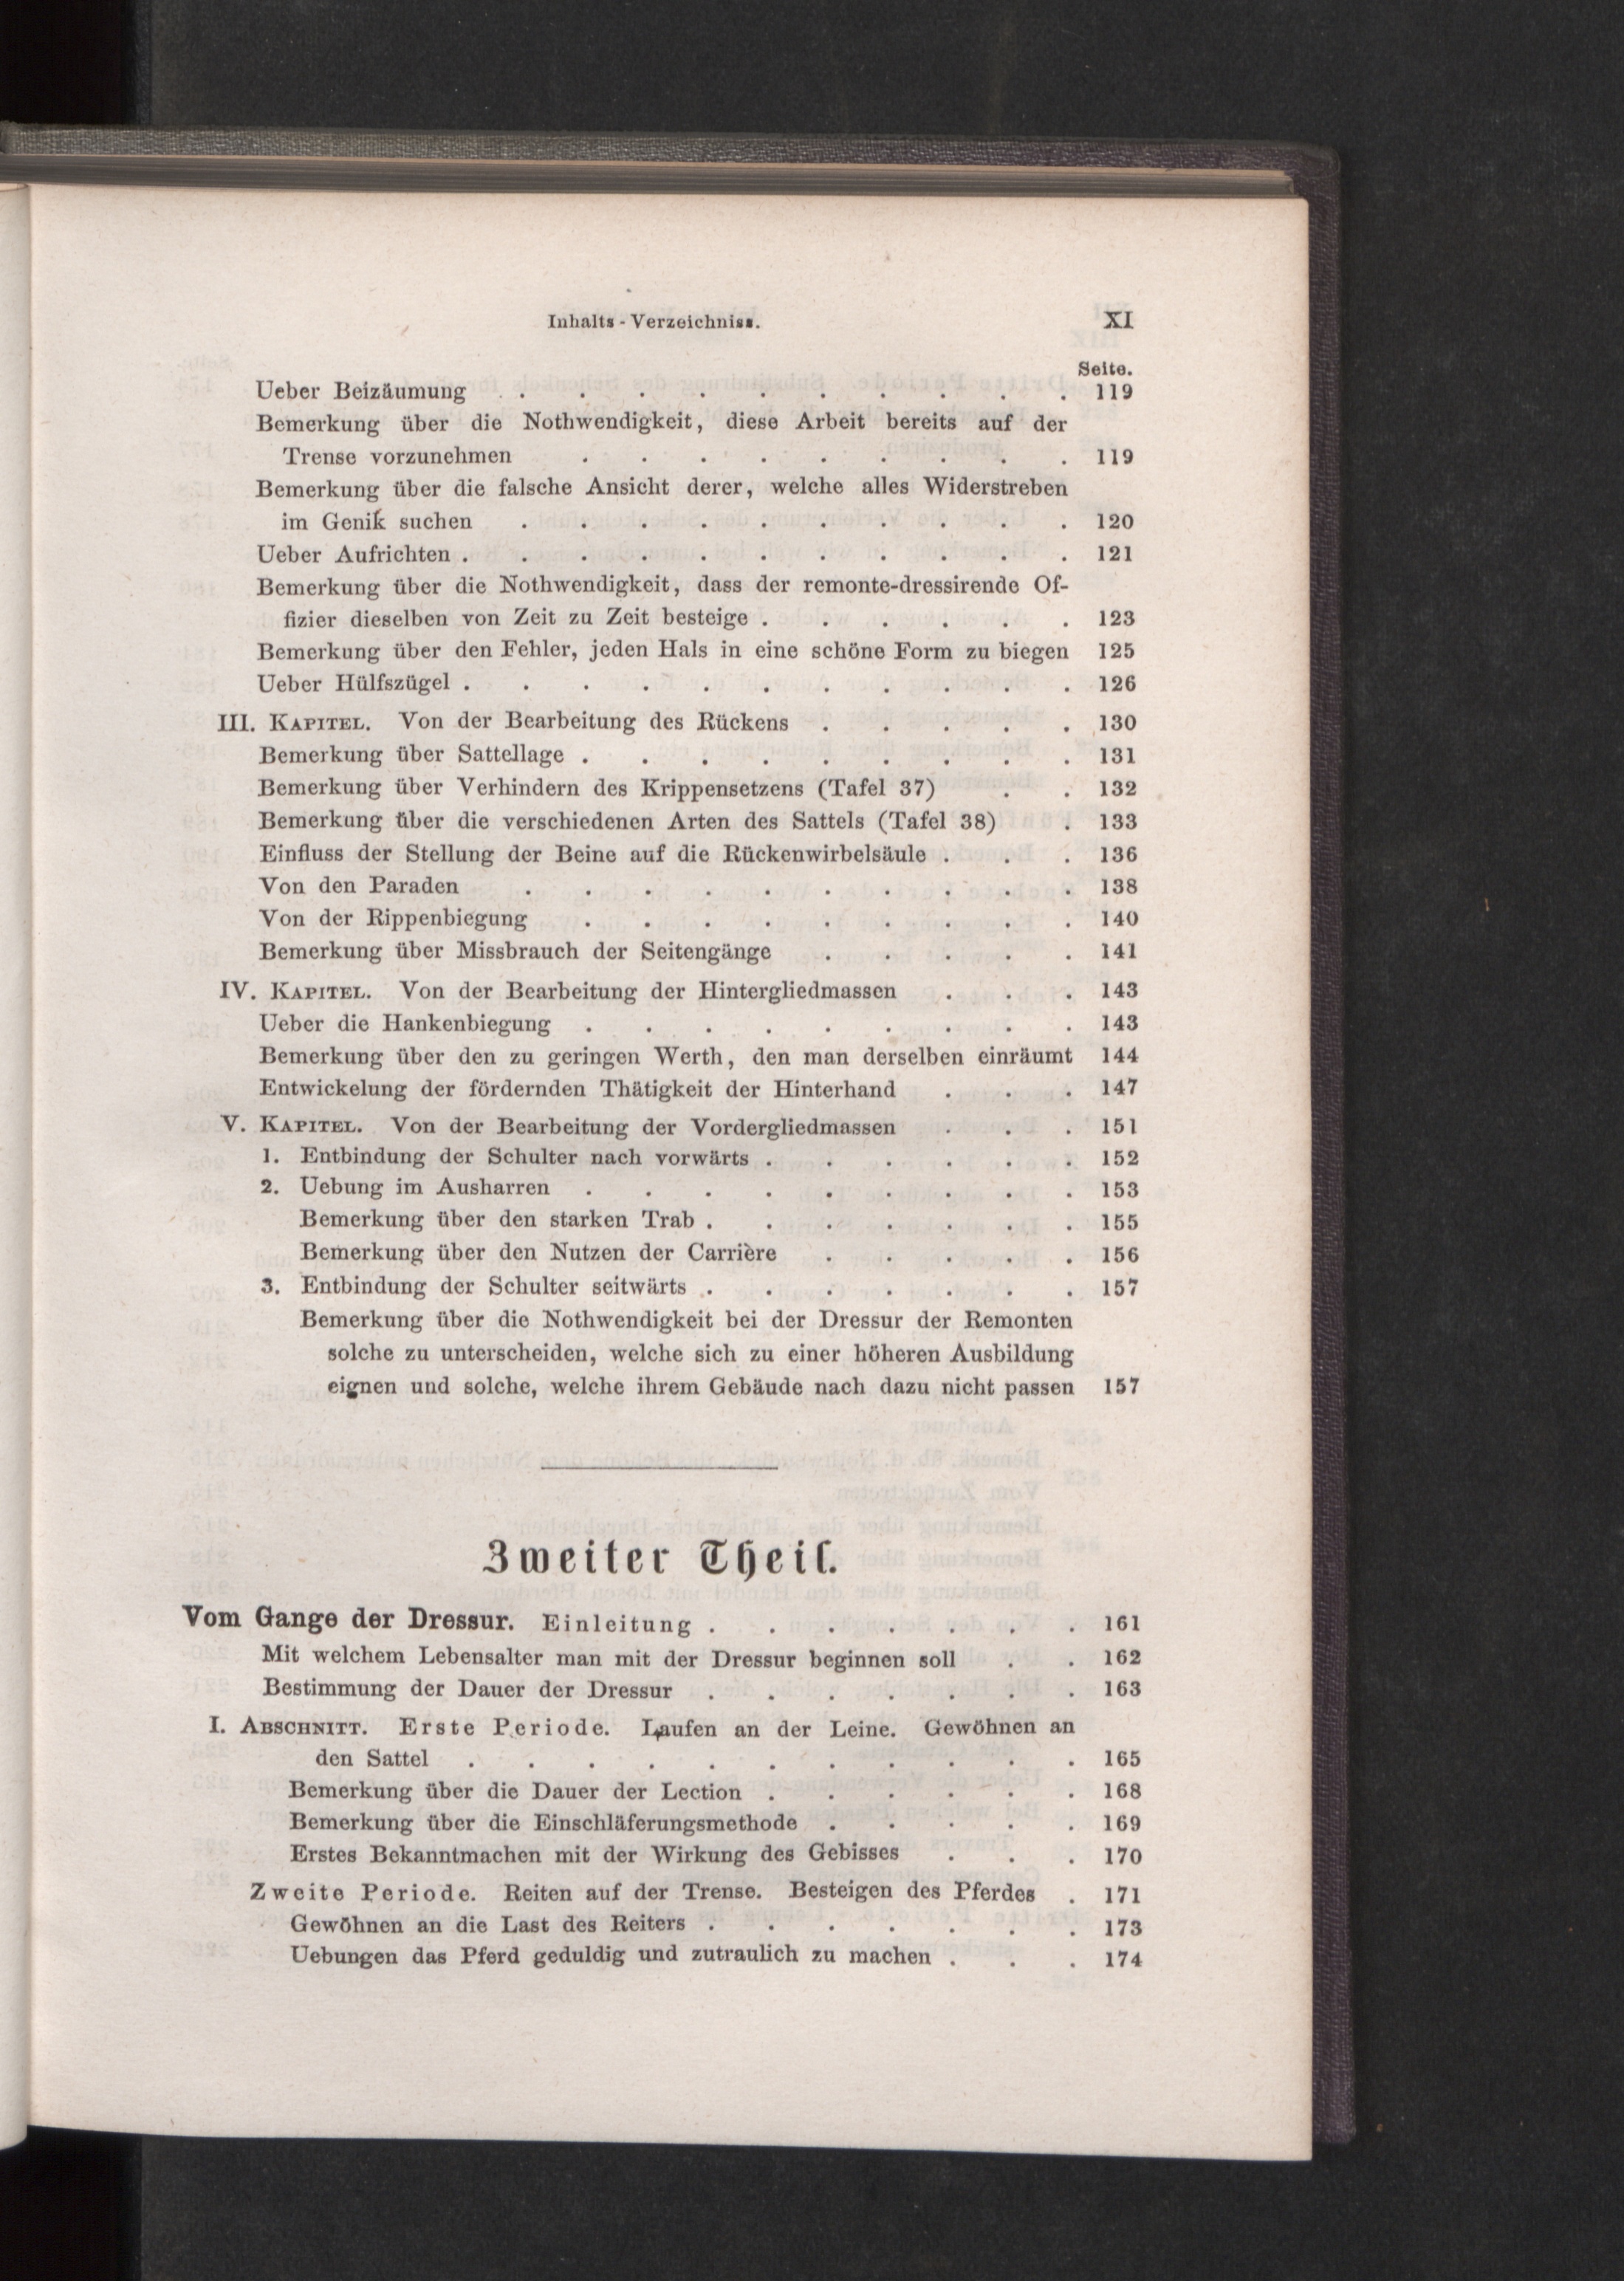 Inhalts-Verzeichniss. XI
Seite.
Ueber Beizäumung . . . . . . . . . . 119
Bemerkung über die Nothwendigkeit, diese Arbeit bereits auf der
Trense vorzunehmen . . . . . . . . . 119
Bemerkung über die falsche Ansicht derer, welche alles Widerstreben
im Genik suchen . . . . . . . . . . 120
Ueber Aufrichten . . . . . . . . . . . 121
Bemerkung über die Nothwendigkeit, dass der remonte-dressirende Of-
fizier dieselben von Zeit zu Zeit besteige . . . . . . 123
Bemerkung über den Fehler, jeden Hals in eine schöne Form zu biegen 125
Ueber Hülfszügel . . . . . . . . . . . 126
III. KAPITEL. Von der Bearbeitung des Rückens . . . . . 130
Bemerkung über Sattellage . . . . . . . . . 131
Bemerkung über Verhindern des Krippensetzens (Tafel 37) . . 132
Bemerkung über die verschiedenen Arten des Sattels (Tafel 38) . 133
Einfluss der Stellung der Beine auf die Rückenwirbelsäule . . . 136
Von den Paraden . . . . . . . . . . 138
Von der Rippenbiegung . . . . . . . . . 140
Bemerkung über Missbrauch der Seitengänge . . . . . 141
IV. KAPITEL. Von der Bearbeitung der Hintergliedmassen . . . 143
Ueber die Hankenbiegung . . . . . . . . . 143
Bemerkung über den zu geringen Werth, den man derselben einräumt 144
Entwickelung der fördernden Thätigkeit der Hinterhand . . . 147
V. KAPITEL. Von der Bearbeitung der Vordergliedmassen . . . 151
1. Entbindung der Schulter nach vorwärts . . . . . . 152
2. Uebung im Ausharren . . . . . . . . . 153
Bemerkung über den starken Trab . . . . . . . 155
Bemerkung über den Nutzen der Carrière . . . . . 156
3. Entbindung der Schulter seitwärts . . . . . . . 157
Bemerkung über die Nothwendigkeit bei der Dressur der Remonten
solche zu unterscheiden, welche sich zu einer höheren Ausbildung
eignen und solche, welche ihrem Gebäude nach dazu nicht passen 157
Zweiter Theil.
Vom Gange der Dressur. Einleitung . . . . . . . 161
Mit welchem Lebensalter man mit der Dressur beginnen soll . . 162
Bestimmung der Dauer der Dressur . . . . . . . 163
I. ABSCHNITT. Erste Periode. Laufen an der Leine. Gewöhnen an
den Sattel . . . . . . . . . . . 165
Bemerkung über die Dauer der Lection . . . . . . 168
Bemerkung über die Einschläferungsmethode . . . . . 169
Erstes Bekanntmachen mit der Wirkung des Gebisses . . . 170
Zweite Periode. Reiten auf der Trense. Besteigen des Pferdes . 171
Gewöhnen an die Last des Reiters . . . . . . . 173
Uebungen das Pferd geduldig und zutraulich zu machen . . . 174